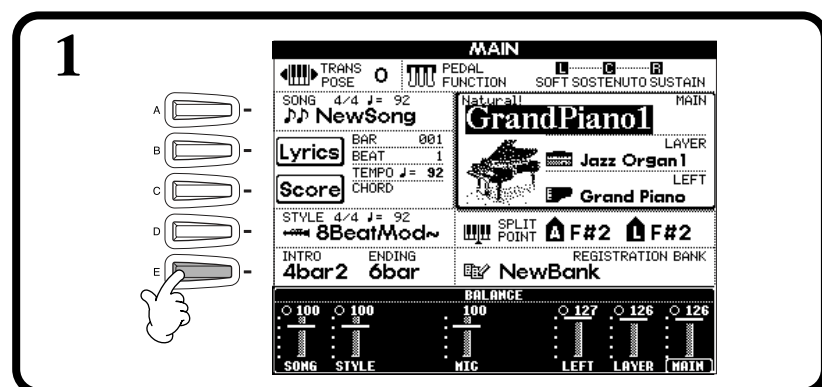 1
MAIN
TRANS POSE 0
PEDAL FUNCTION
L C R
SOFT SOSTENUTO SUSTAIN
SONG 4/4 ♩= 92
♪♪ NewSong
Natural! MAIN
GrandPiano1
A
B
C
D
E
Lyrics
BAR 001
BEAT 1
TEMPO ♩= 92
Score
CHORD
LAYER
Jazz Organ1
LEFT
Grand Piano
STYLE 4/4 ♩= 92
8BeatMod~
SPLIT POINT A F#2 L F#2
INTRO ENDING
4bar2 6bar
REGISTRATION BANK
NewBank
BALANCE
100 100 100 127 126 126
SONG STYLE MIC LEFT LAYER MAIN